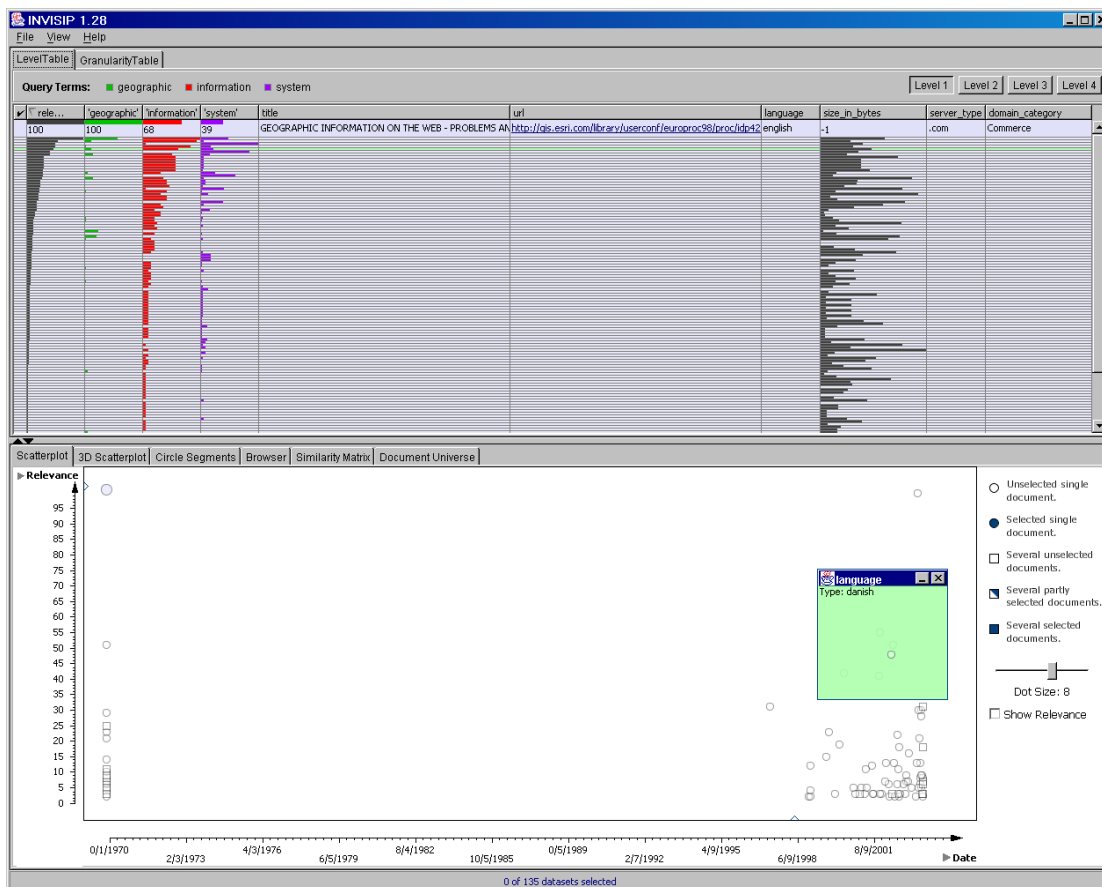 INVISIP 1.28
File View Help
LevelTable GranularityTable
Query Terms: geographic information system Level 1 Level 2 Level 3 Level 4
rele... 'geographic' 'information' 'system' title url language size_in_bytes server_type domain_category
100 100 68 39 GEOGRAPHIC INFORMATION ON THE WEB - PROBLEMS AN http://gis.esri.com/library/userconf/europroc98/proc/idp42 english -1 .com Commerce
Scatterplot 3D Scatterplot Circle Segments Browser Similarity Matrix Document Universe
Relevance
95
90
85
80
75
70
65
60
55
50
45
40
35
30
25
20
15
10
5
0
language
Type: danish
Unselected single
document.
Selected single
document.
Several unselected
documents.
Several partly
selected documents.
Several selected
documents.
Dot Size: 8
Show Relevance
0/1/1970 4/3/1976 8/4/1982 0/5/1989 4/9/1995 8/9/2001
2/3/1973 6/5/1979 10/5/1985 2/7/1992 6/9/1998 Date
0 of 135 datasets selected